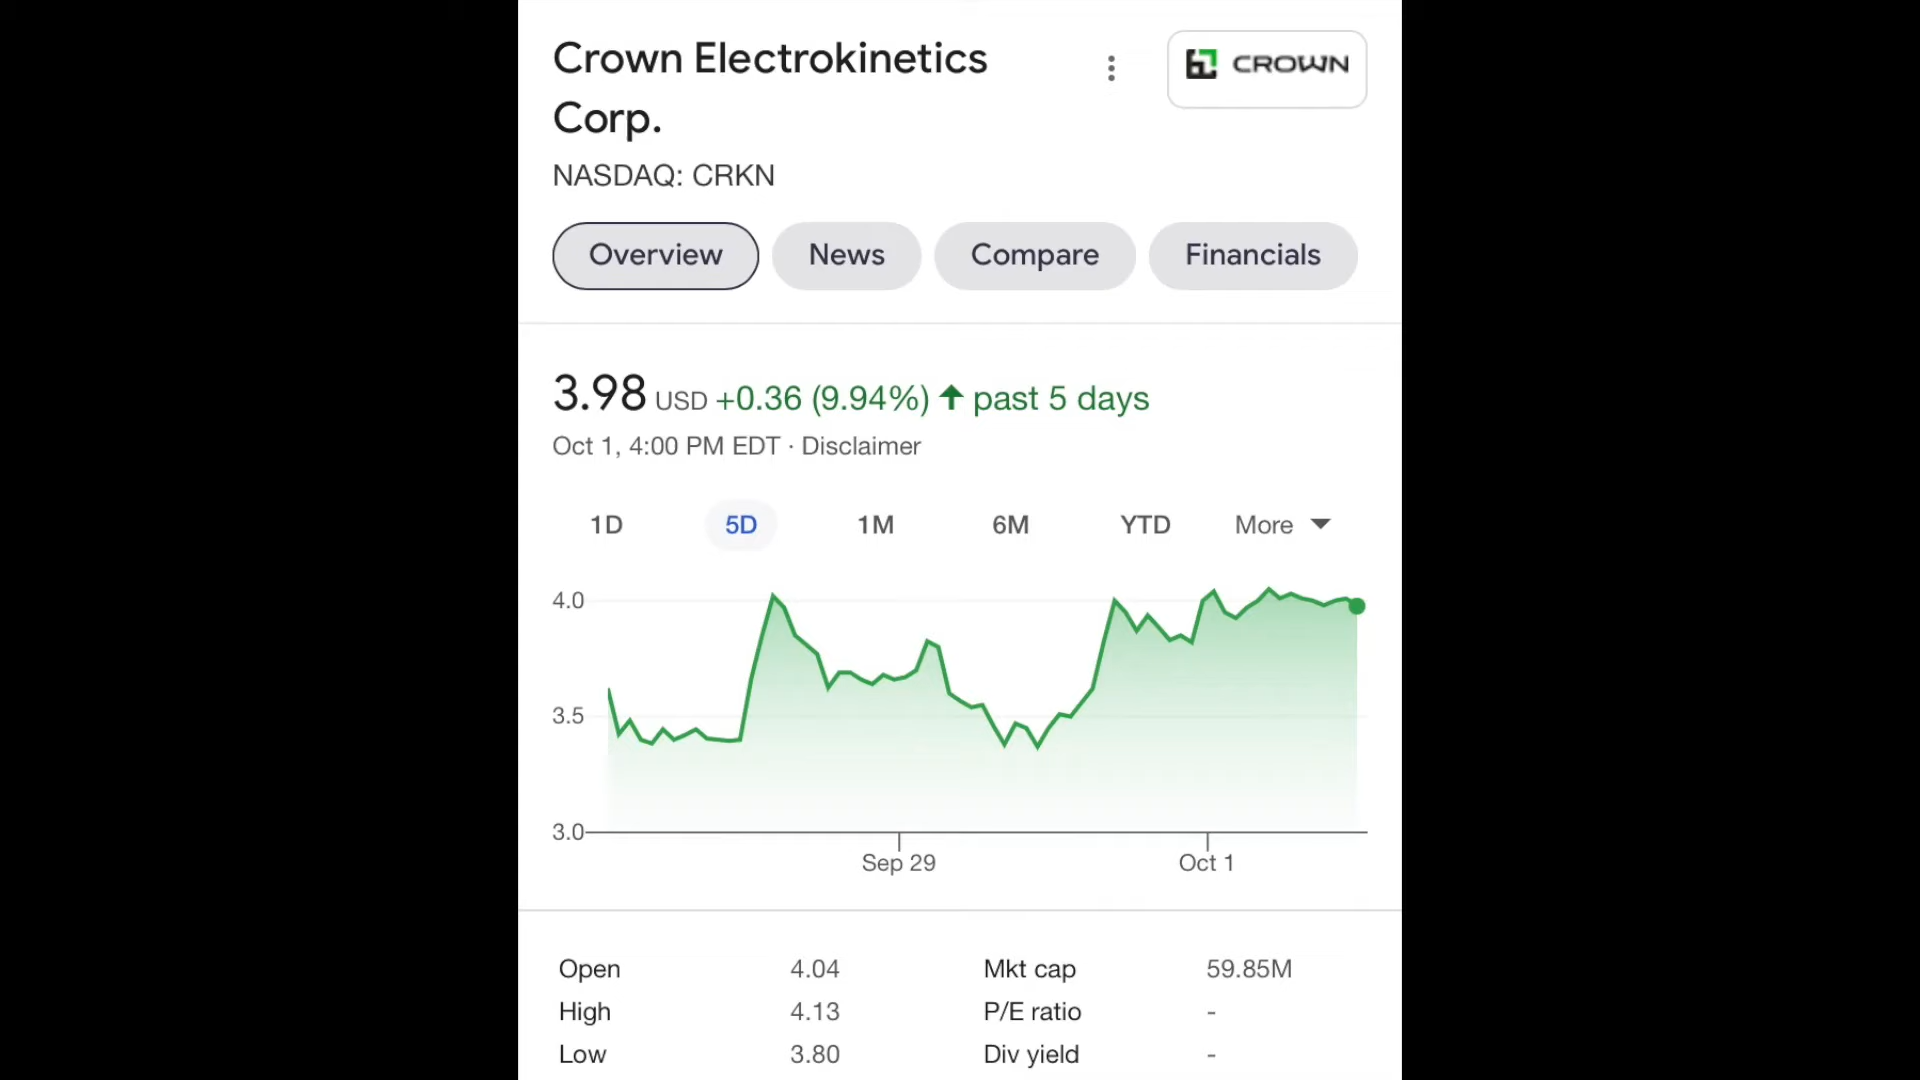 Crown Electrokinetics
Corp.
CROWN
NASDAQ: CRKN
Overview News Compare Financials
3.98 USD +0.36 (9.94%) ↑ past 5 days
Oct 1, 4:00 PM EDT · Disclaimer
1D 5D 1M 6M YTD More
4.0
3.5
3.0
Sep 29 Oct 1
Open 4.04 Mkt cap 59.85M
High 4.13 P/E ratio -
Low 3.80 Div yield -